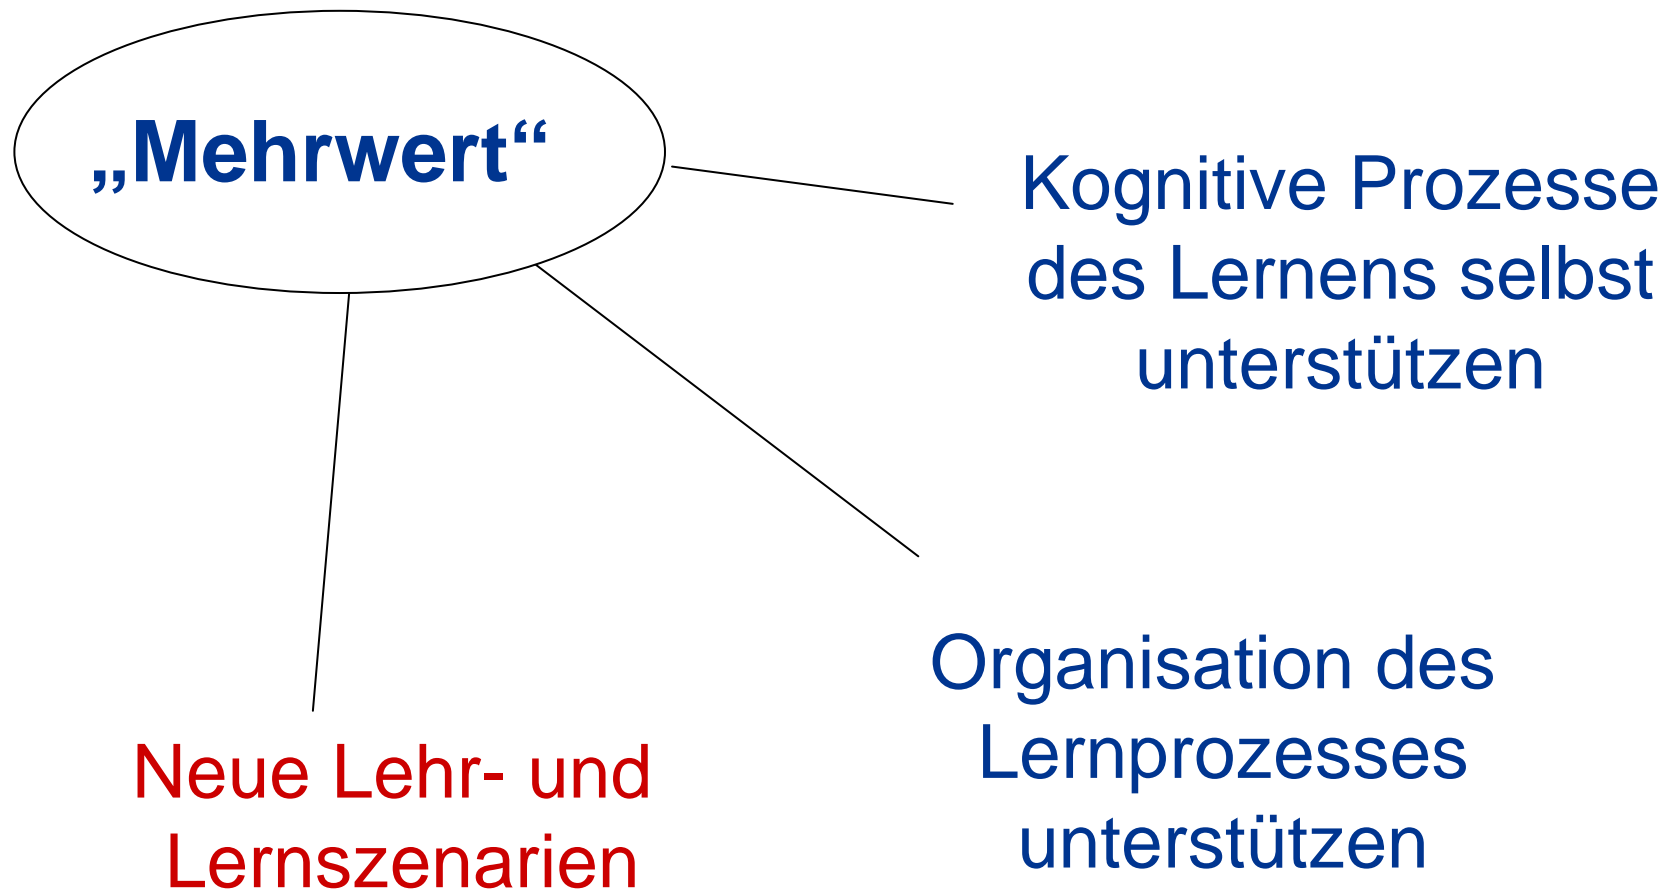 „Mehrwert“
Kognitive Prozesse
des Lernens selbst
unterstützen
Organisation des
Lernprozesses
unterstützen
Neue Lehr- und
Lernszenarien